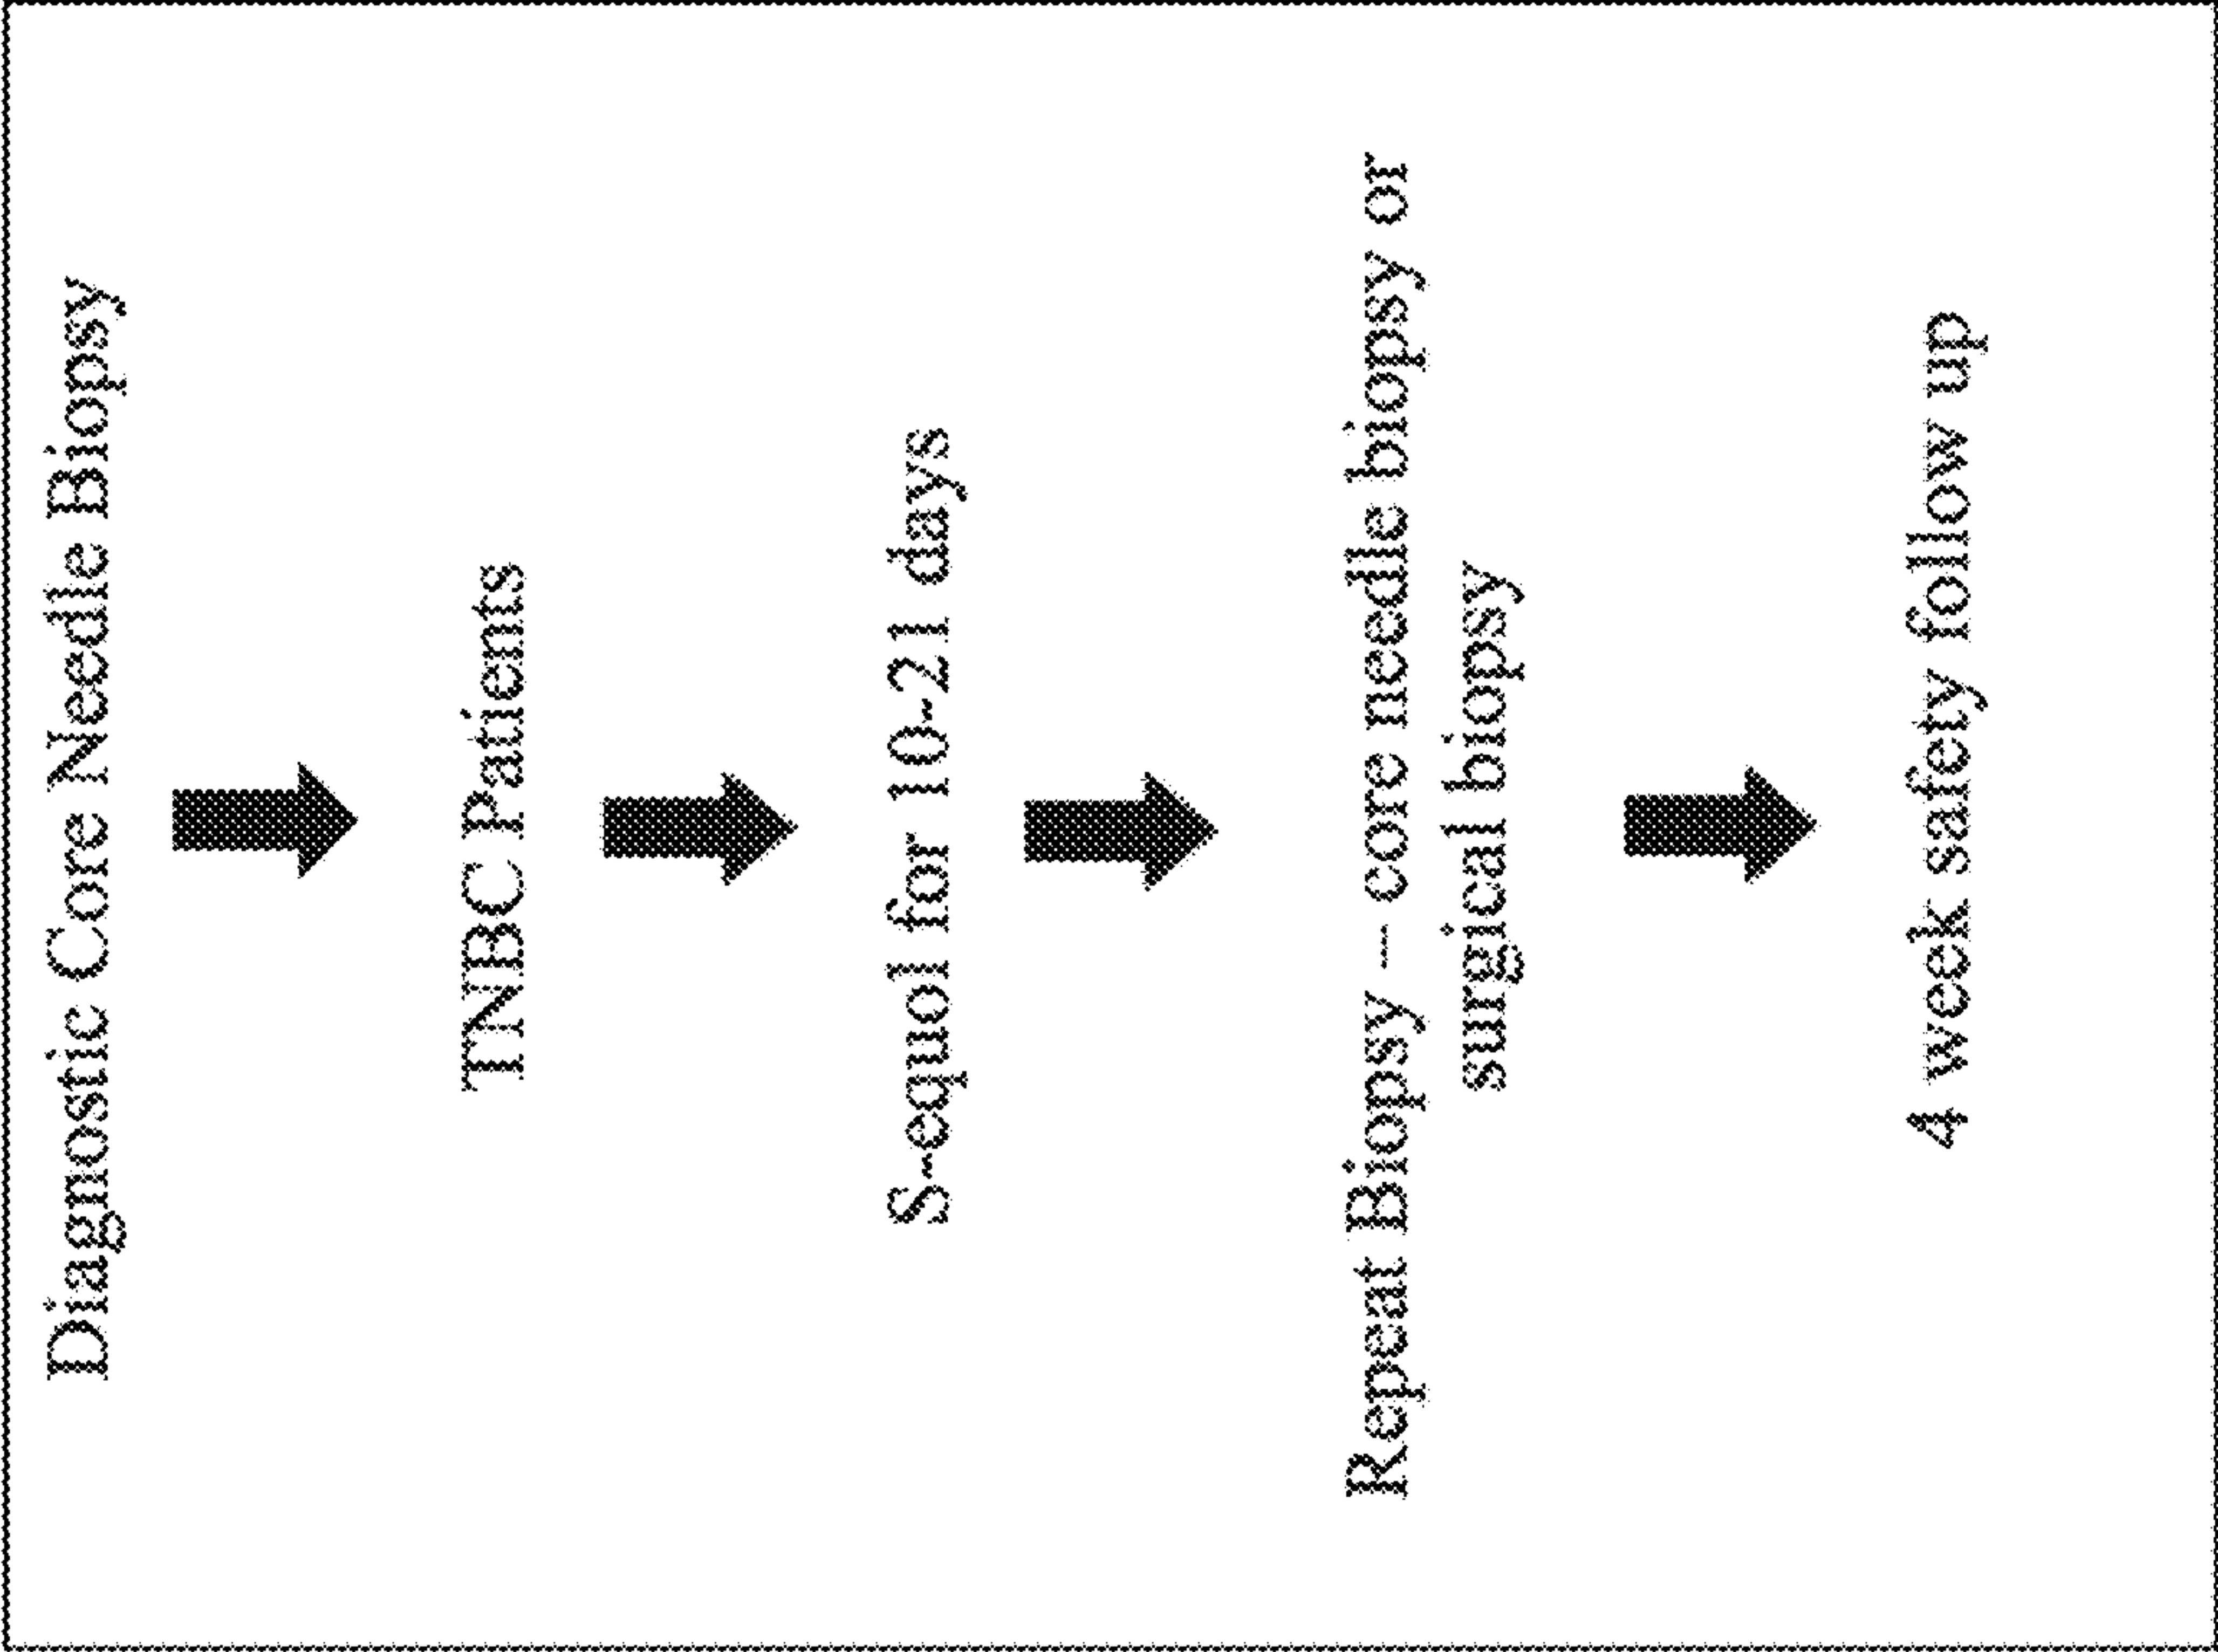 Diagnostic Core Needle Biopsy
TNBC Patients
S-equol for 10-21 days
Repeat Biopsy – core needle biopsy or
surgical biopsy
4 week safety follow up